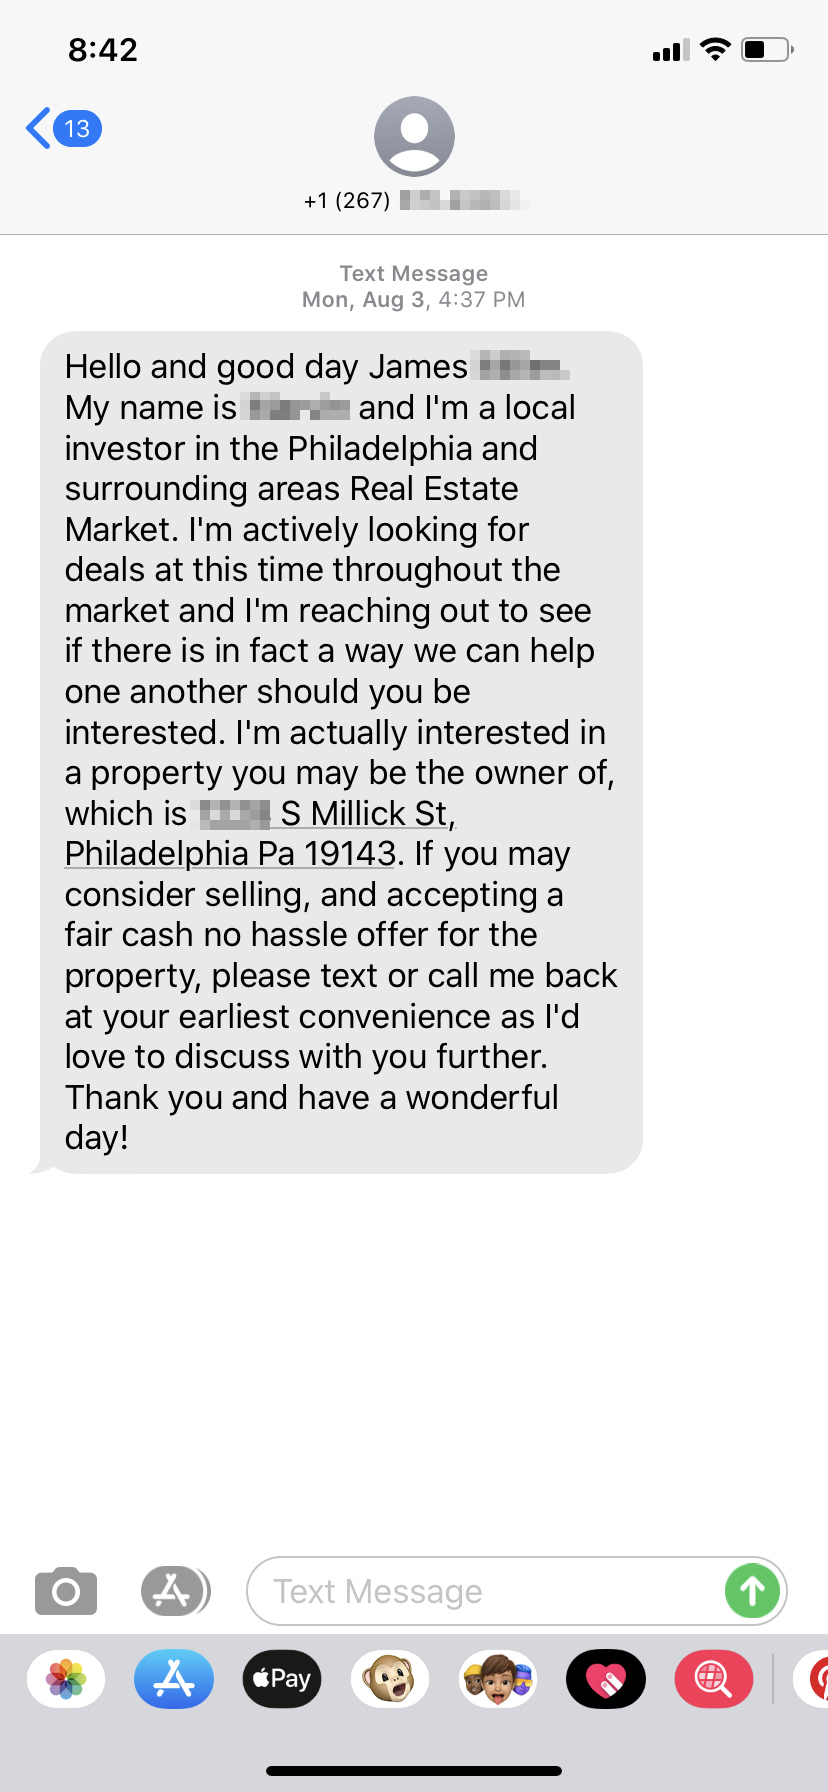 8:42
13
+1 (267)
Text Message
Mon, Aug 3, 4:37 PM
Hello and good day James
My name is and I'm a local
investor in the Philadelphia and
surrounding areas Real Estate
Market. I'm actively looking for
deals at this time throughout the
market and I'm reaching out to see
if there is in fact a way we can help
one another should you be
interested. I'm actually interested in
a property you may be the owner of,
which is S Millick St,
Philadelphia Pa 19143. If you may
consider selling, and accepting a
fair cash no hassle offer for the
property, please text or call me back
at your earliest convenience as I'd
love to discuss with you further.
Thank you and have a wonderful
day!
Text Message
Pay